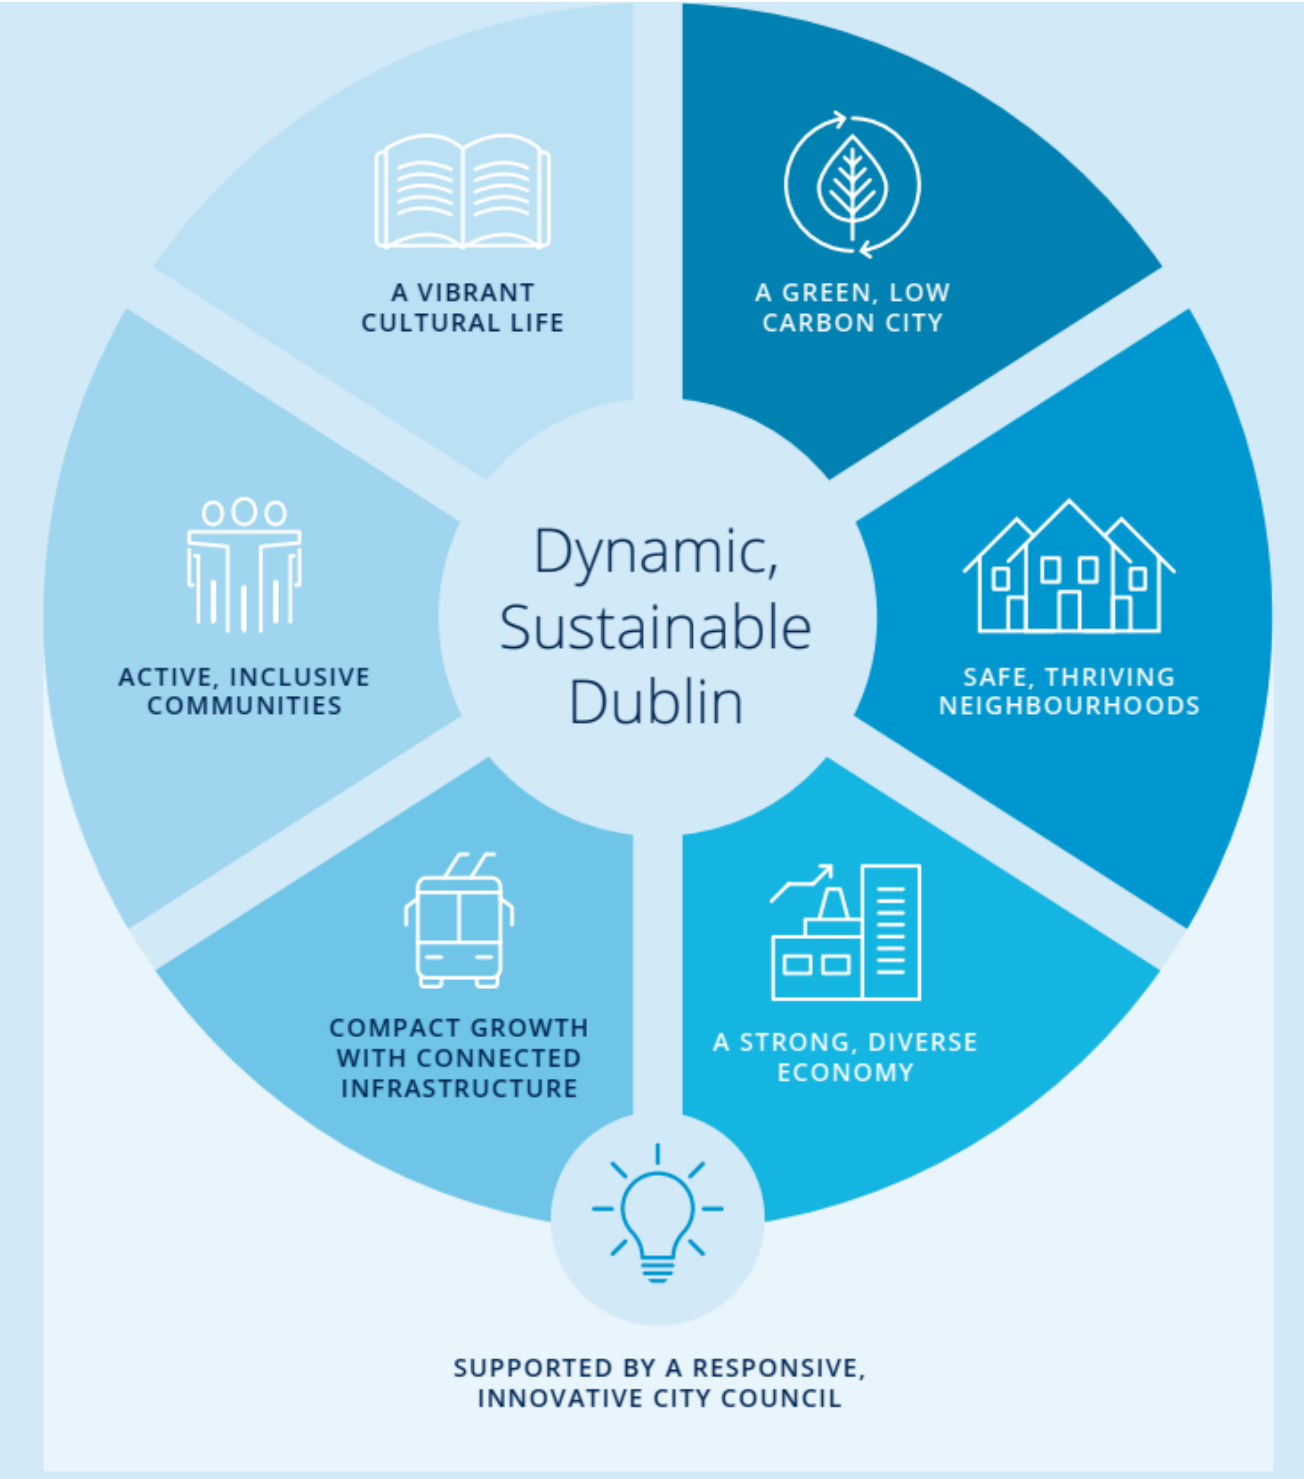 A VIBRANT
CULTURAL LIFE
A GREEN, LOW
CARBON CITY
ACTIVE, INCLUSIVE
COMMUNITIES
Dynamic,
Sustainable
Dublin
SAFE, THRIVING
NEIGHBOURHOODS
COMPACT GROWTH
WITH CONNECTED
INFRASTRUCTURE
A STRONG, DIVERSE
ECONOMY
SUPPORTED BY A RESPONSIVE,
INNOVATIVE CITY COUNCIL